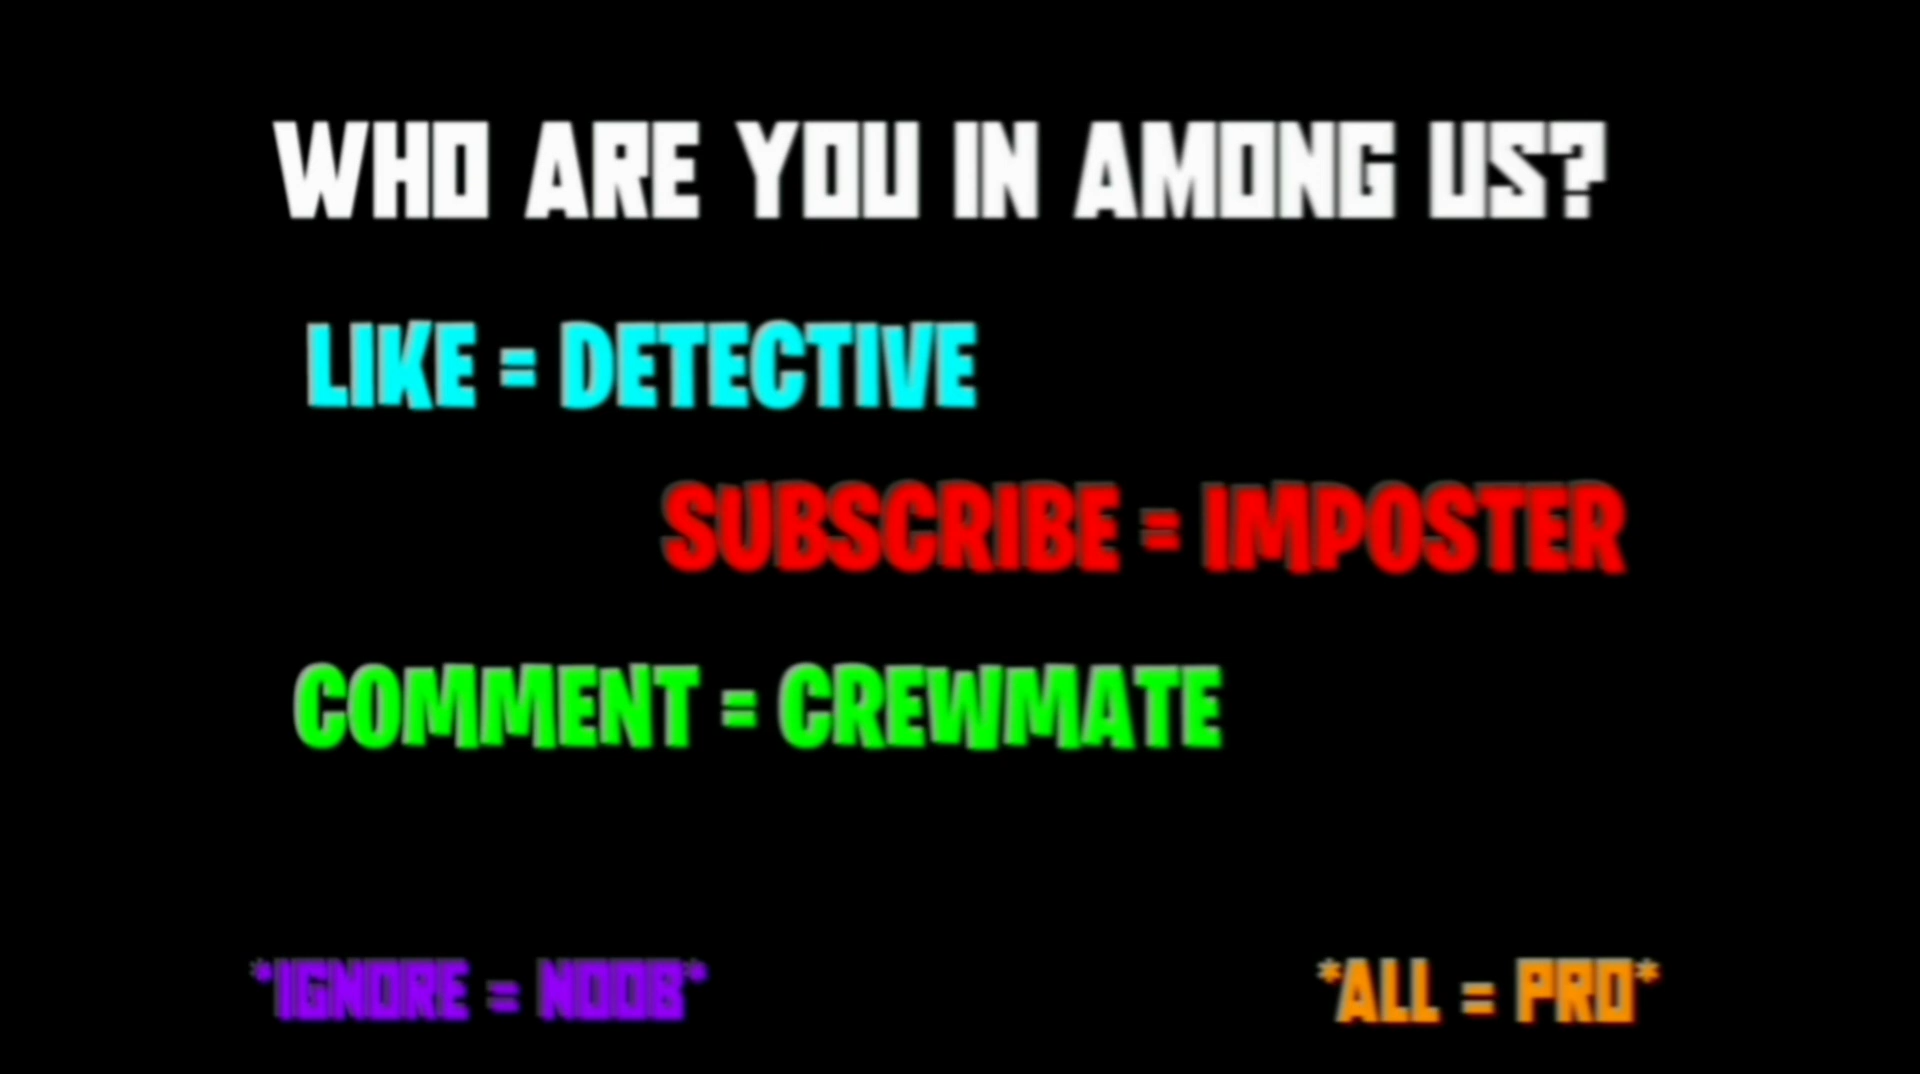 WHO ARE YOU IN AMONG US?
LIKE = DETECTIVE
SUBSCRIBE = IMPOSTER
COMMENT = CREWMATE
*IGNORE = NOOB*
*ALL = PRO*